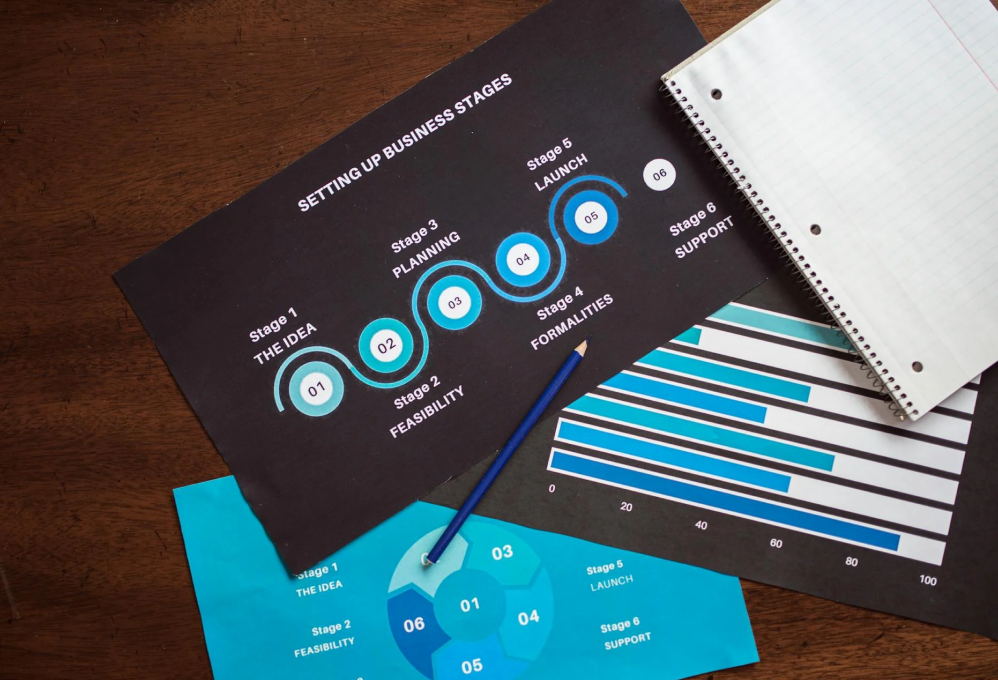 SETTING UP BUSINESS STAGES
Stage 1
THE IDEA
01
02
Stage 2
FEASIBILITY
Stage 3
PLANNING
03
04
Stage 4
FORMALITIES
Stage 5
LAUNCH
05
06
Stage 6
SUPPORT
0
20
40
60
80
100
Stage 1
THE IDEA
Stage 2
FEASIBILITY
03
01
04
06
05
Stage 5
LAUNCH
Stage 6
SUPPORT